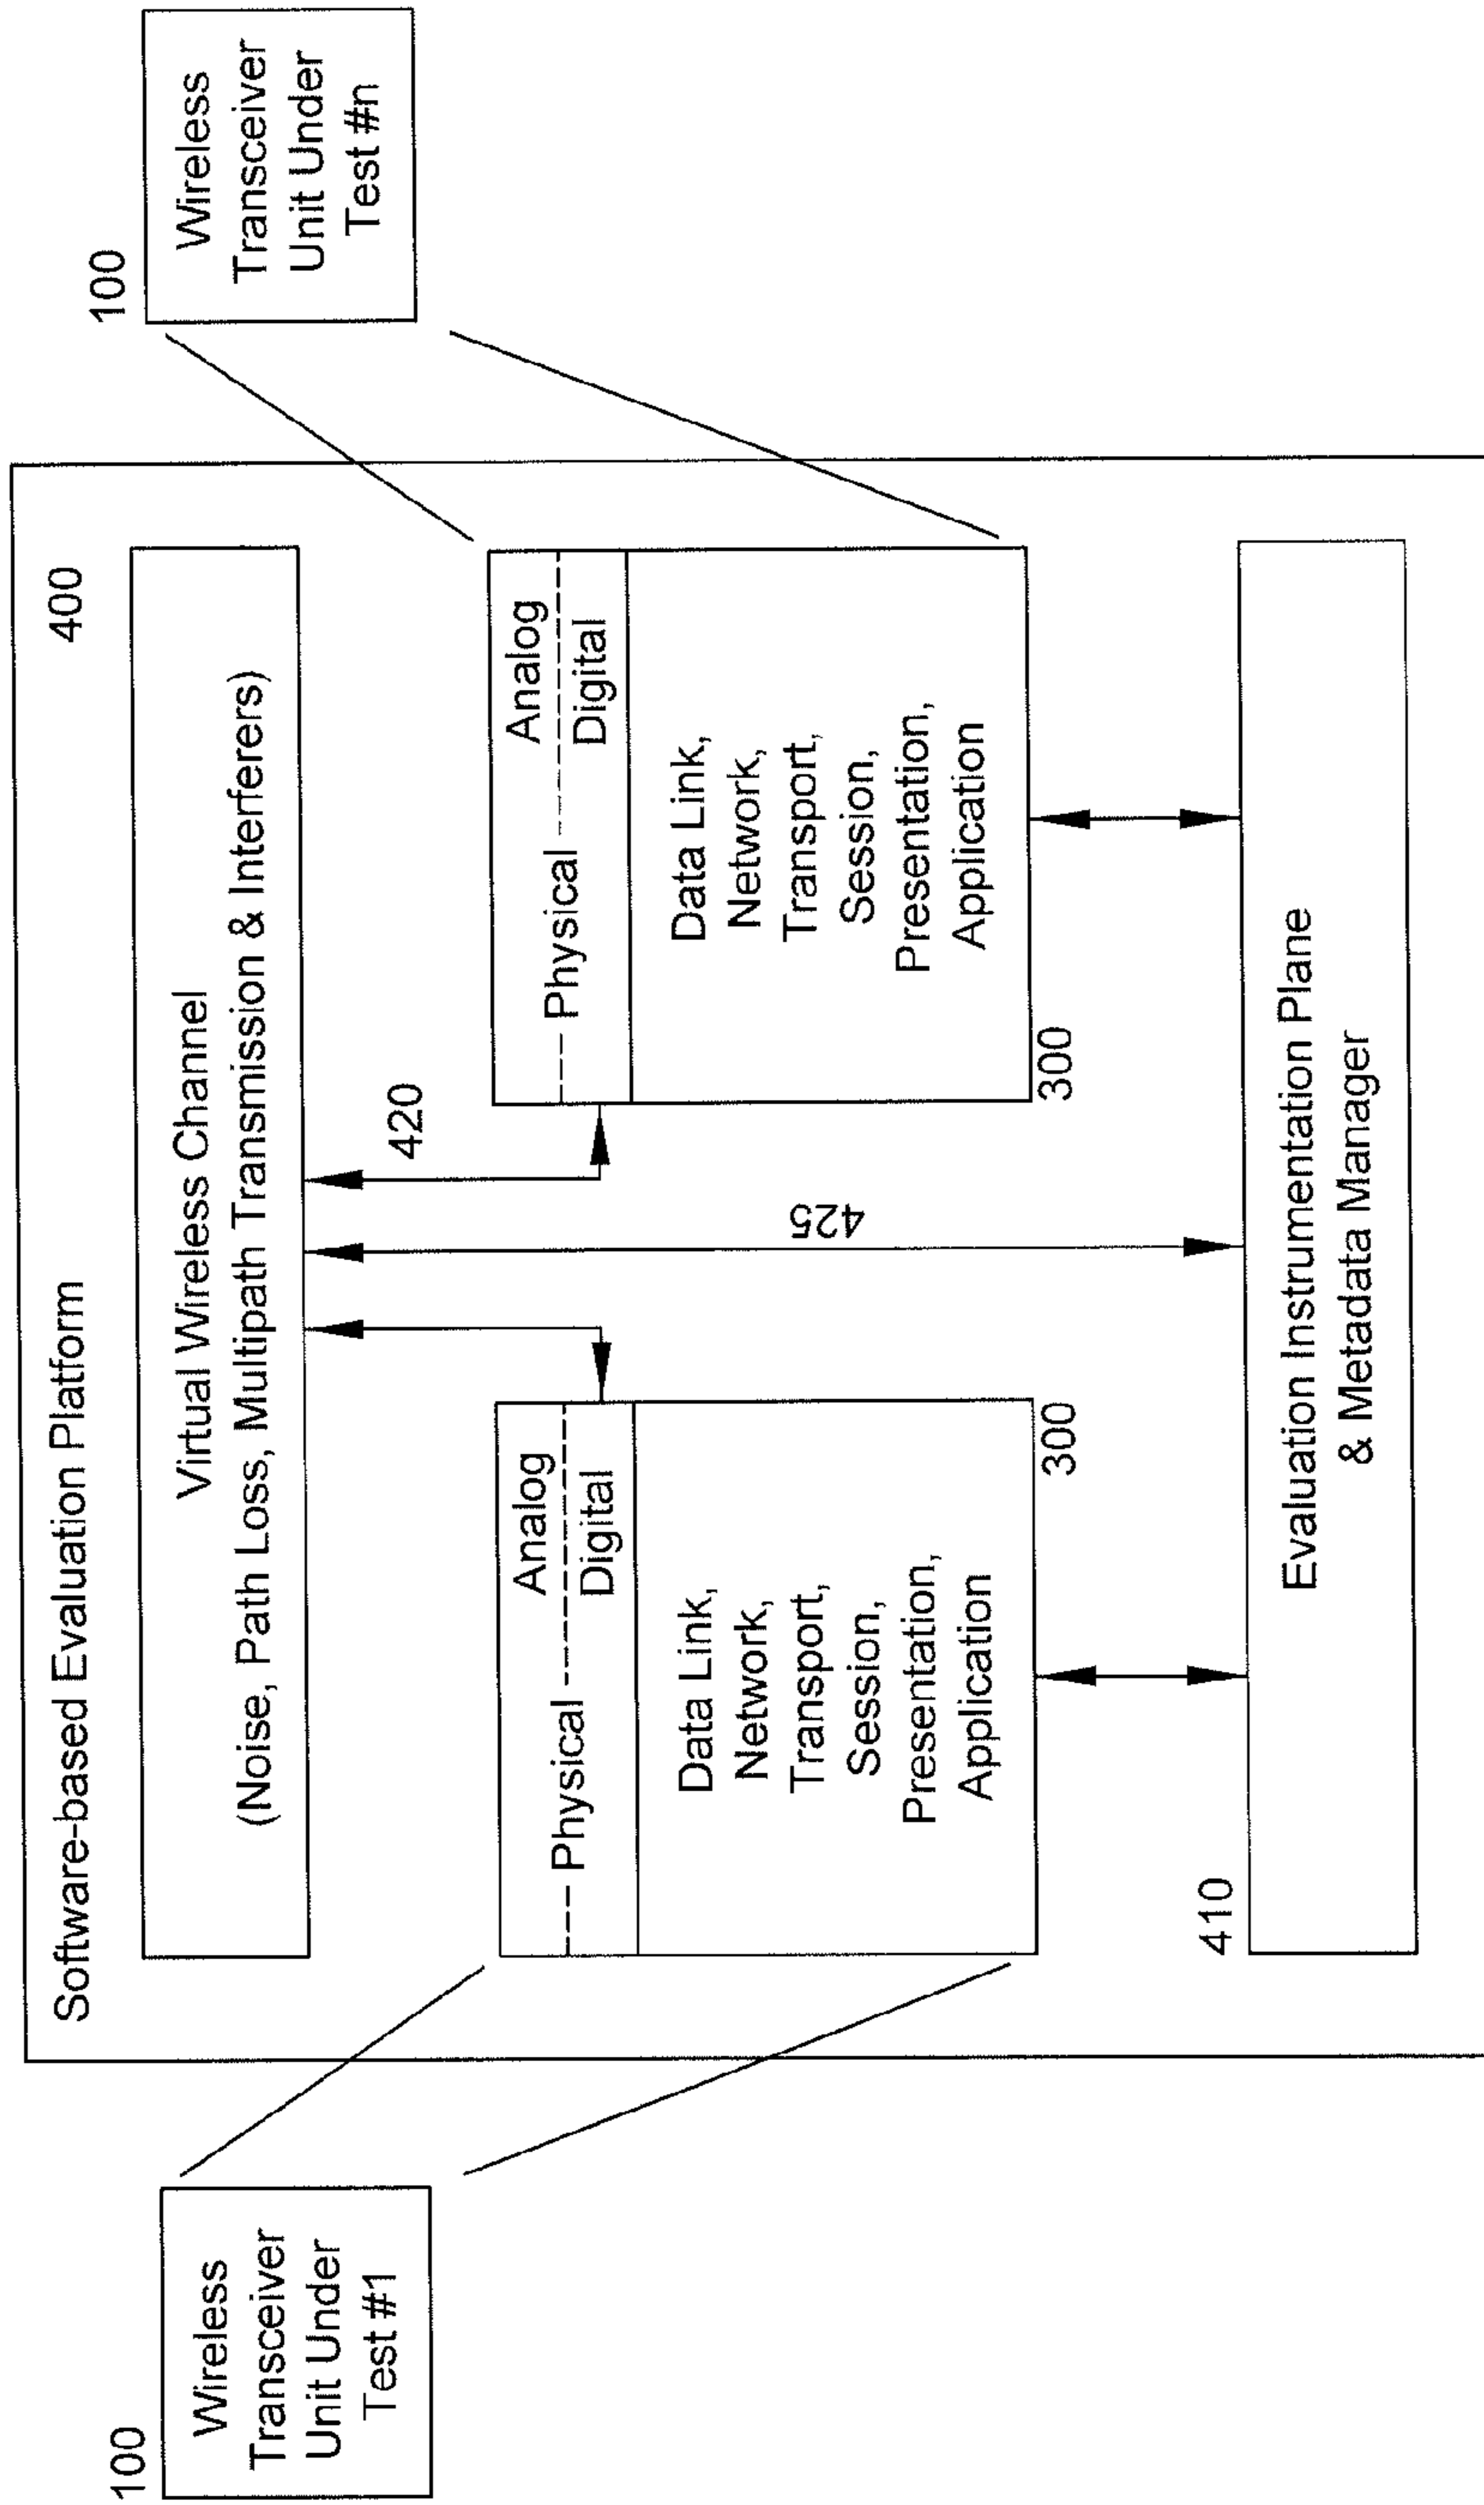 Software-based Evaluation Platform
400
Virtual Wireless Channel
(Noise, Path Loss, Multipath Transmission & Interferers)
100
Wireless
Transceiver
Unit Under
Test #1
100
Wireless
Transceiver
Unit Under
Test #n
420
425
Analog
Physical
Digital
Data Link,
Network,
Transport,
Session,
Presentation,
Application
300
Analog
Physical
Digital
Data Link,
Network,
Transport,
Session,
Presentation,
Application
300
410
Evaluation Instrumentation Plane
& Metadata Manager